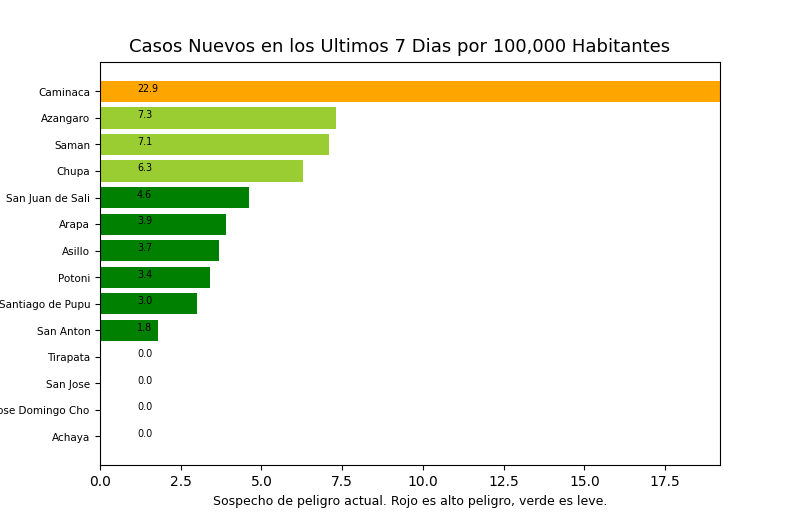 Casos Nuevos en los Ultimos 7 Dias por 100,000 Habitantes
Caminaca 22.9
Azangaro 7.3
Saman 7.1
Chupa 6.3
San Juan de Sali 4.6
Arapa 3.9
Asillo 3.7
Potoni 3.4
Santiago de Pupu 3.0
San Anton 1.8
Tirapata 0.0
San Jose 0.0
ose Domingo Cho 0.0
Achaya 0.0
0.0 2.5 5.0 7.5 10.0 12.5 15.0 17.5
Sospecho de peligro actual. Rojo es alto peligro, verde es leve.